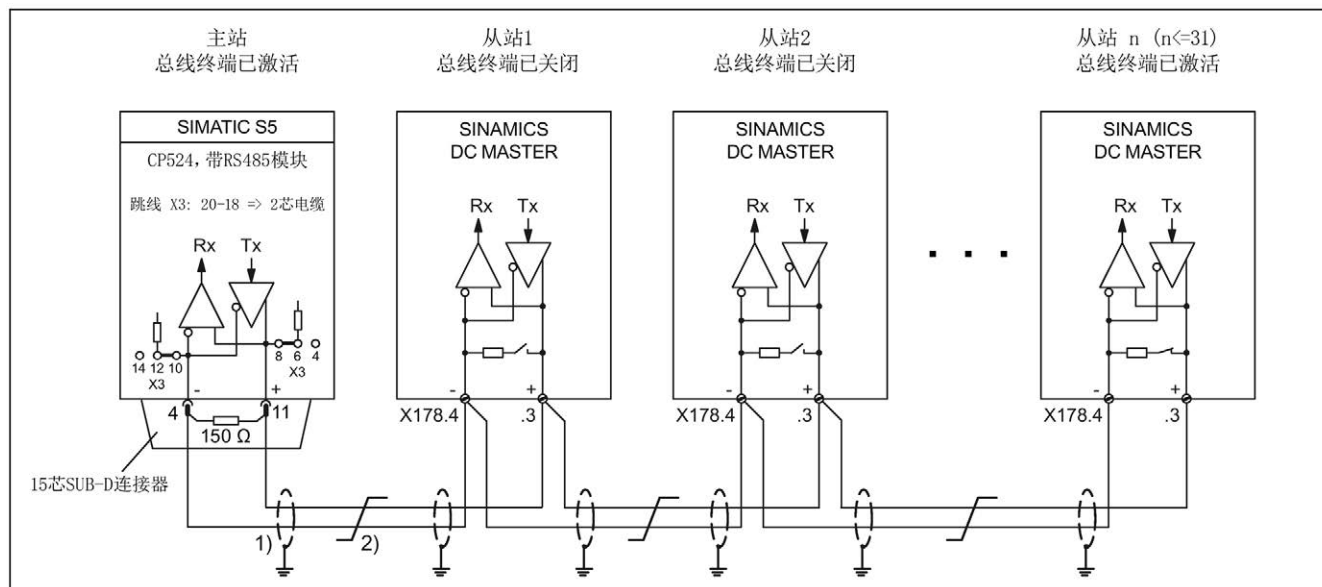 主站
总线终端已激活
从站1
总线终端已关闭
从站2
总线终端已关闭
从站 n (n<=31)
总线终端已激活
SIMATIC S5
CP524, 带RS485模块
跳线 X3: 20-18 => 2芯电缆
Rx Tx
14 12 10
X3
8 6 4
X3
- +
4 11
150 Ω
15芯SUB-D连接器
SINAMICS
DC MASTER
Rx Tx
- +
X178.4 .3
SINAMICS
DC MASTER
Rx Tx
- +
X178.4 .3
. . .
SINAMICS
DC MASTER
Rx Tx
- +
X178.4 .3
1) 2)